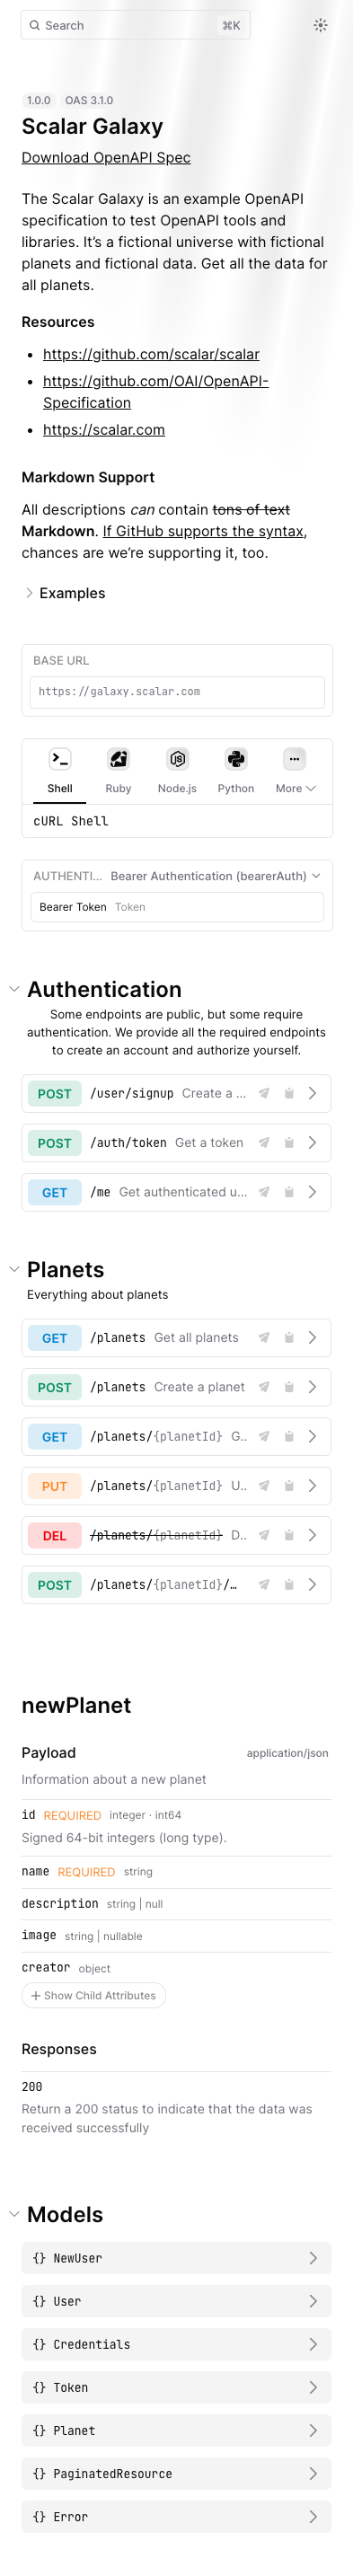 Search ⌘K
1.0.0 OAS 3.1.0
Scalar Galaxy
Download OpenAPI Spec
The Scalar Galaxy is an example OpenAPI
specification to test OpenAPI tools and
libraries. It’s a fictional universe with fictional
planets and fictional data. Get all the data for
all planets.
Resources
• https://github.com/scalar/scalar
• https://github.com/OAI/OpenAPI-
Specification
• https://scalar.com
Markdown Support
All descriptions can contain tons of text
Markdown. If GitHub supports the syntax,
chances are we’re supporting it, too.
Examples
BASE URL
https://galaxy.scalar.com
Shell Ruby Node.js Python More
cURL Shell
AUTHENTI... Bearer Authentication (bearerAuth)
Bearer Token Token
Authentication
Some endpoints are public, but some require
authentication. We provide all the required endpoints
to create an account and authorize yourself.
POST /user/signup Create a ...
POST /auth/token Get a token
GET /me Get authenticated u...
Planets
Everything about planets
GET /planets Get all planets
POST /planets Create a planet
GET /planets/{planetId} G..
PUT /planets/{planetId} U..
DEL /planets/{planetId} D..
POST /planets/{planetId}/…
newPlanet
Payload application/json
Information about a new planet
id REQUIRED integer · int64
Signed 64-bit integers (long type).
name REQUIRED string
description string | null
image string | nullable
creator object
+ Show Child Attributes
Responses
200
Return a 200 status to indicate that the data was
received successfully
Models
{} NewUser
{} User
{} Credentials
{} Token
{} Planet
{} PaginatedResource
{} Error